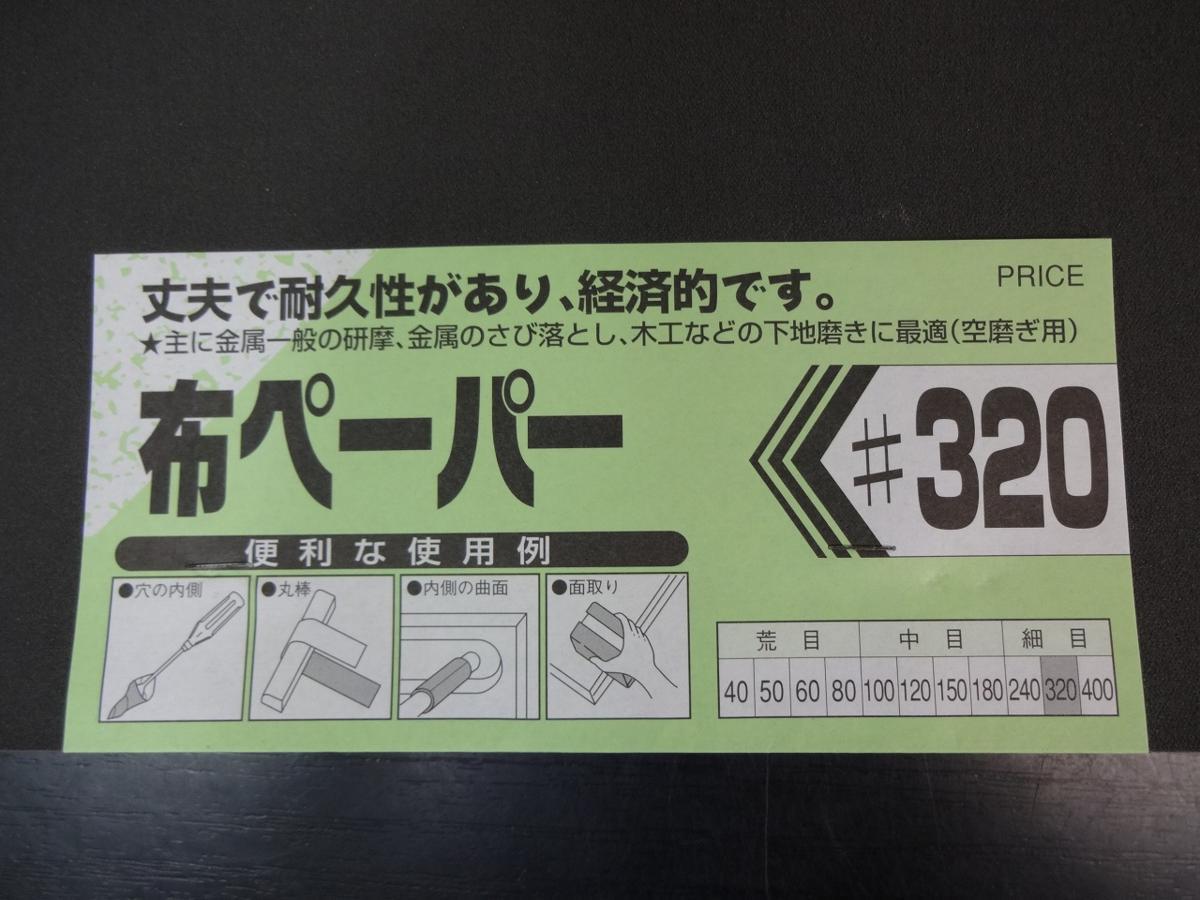 丈夫で耐久性があり、経済的です。
PRICE
★主に金属一般の研摩、金属のさび落とし、木工などの下地磨きに最適(空磨ぎ用)
布ペーパー
#320
便利な使用例
●穴の内側
●丸棒
●内側の曲面
●面取り
荒目 中目 細目
40 50 60 80 100 120 150 180 240 320 400